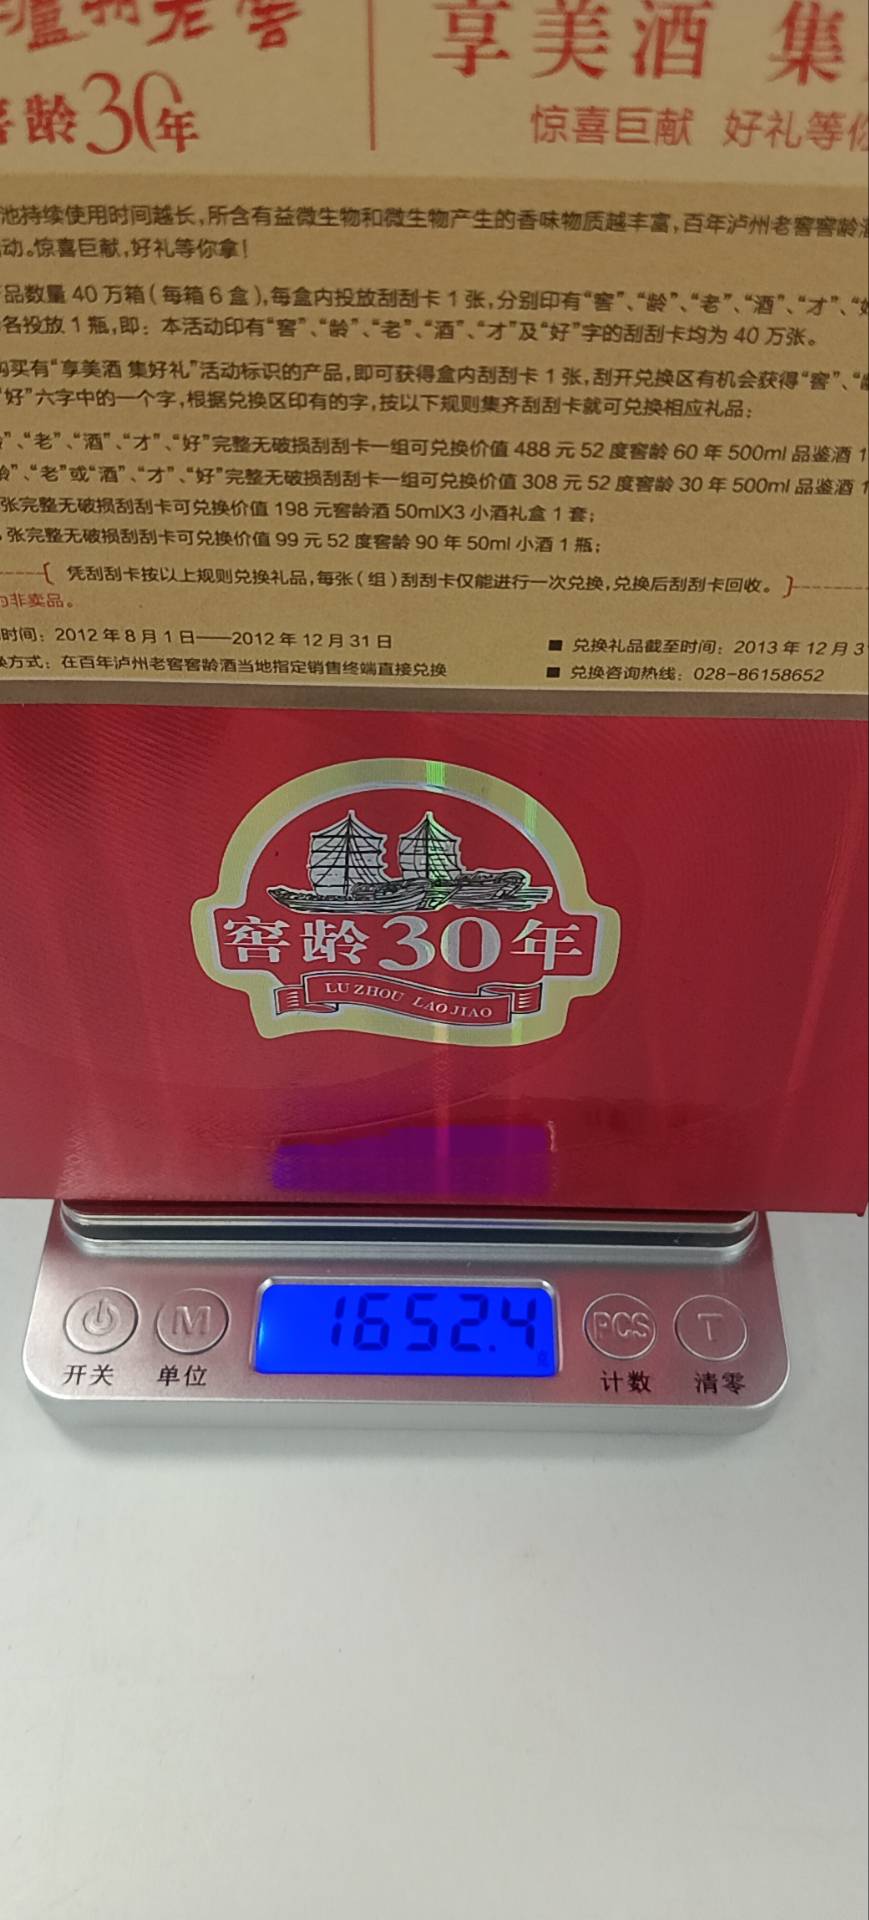 泸州老窖
窖龄30年
享美酒 集
惊喜巨献 好礼等你
池持续使用时间越长,所含有益微生物和微生物产生的香味物质越丰富,百年泸州老窖窖龄酒
动。惊喜巨献,好礼等你拿!
品数量 40 万箱(每箱 6 盒),每盒内投放刮刮卡 1 张,分别印有“窖”、“龄”、“老”、“酒”、“才”、“好
各投放 1 瓶,即：本活动印有“窖”、“龄”、“老”、“酒”、“才”及“好”字的刮刮卡均为 40 万张。
购买有“享美酒 集好礼”活动标识的产品,即可获得盒内刮刮卡 1 张,刮开兑换区有机会获得“窖”、“龄
“好”六字中的一个字,根据兑换区印有的字,按以下规则集齐刮刮卡就可兑换相应礼品；
”、“老”、“酒”、“才”、“好”完整无破损刮刮卡一组可兑换价值 488 元 52 度窖龄 60 年 500ml 品鉴酒 1
龄”、“老”或“酒”、“才”、“好”完整无破损刮刮卡一组可兑换价值 308 元 52 度窖龄 30 年 500ml 品鉴酒 1
张完整无破损刮刮卡可兑换价值 198 元窖龄酒 50mlX3 小酒礼盒 1 套；
张完整无破损刮刮卡可兑换价值 99 元 52 度窖龄 90 年 50ml 小酒 1 瓶；
凭刮刮卡按以上规则兑换礼品,每张(组)刮刮卡仅能进行一次兑换,兑换后刮刮卡回收。
为非卖品。
时间：2012 年 8 月 1 日——2012 年 12 月 31 日
■ 兑换礼品截至时间：2013 年 12 月 3
换方式：在百年泸州老窖窖龄酒当地指定销售终端直接兑换
■ 兑换咨询热线：028-86158652
窖龄30年
LU ZHOU LAO JIAO
1652.4
M
PCS
T
开关
单位
计数
清零